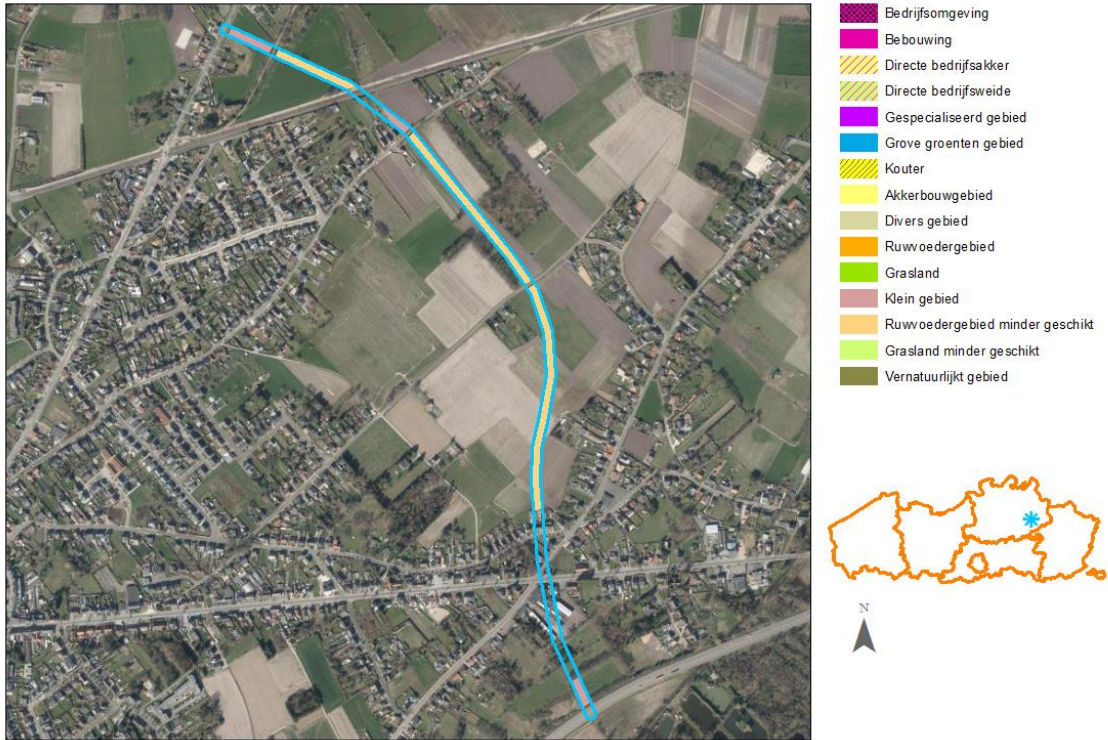 Bedrijfsomgeving
Bebouwing
Directe bedrijfsakker
Directe bedrijfsweide
Gespecialiseerd gebied
Grove groenten gebied
Kouter
Akkerbouwgebied
Divers gebied
Ruwvoedergebied
Grasland
Klein gebied
Ruwvoedergebied minder geschikt
Grasland minder geschikt
Vernatuurlijkt gebied
N